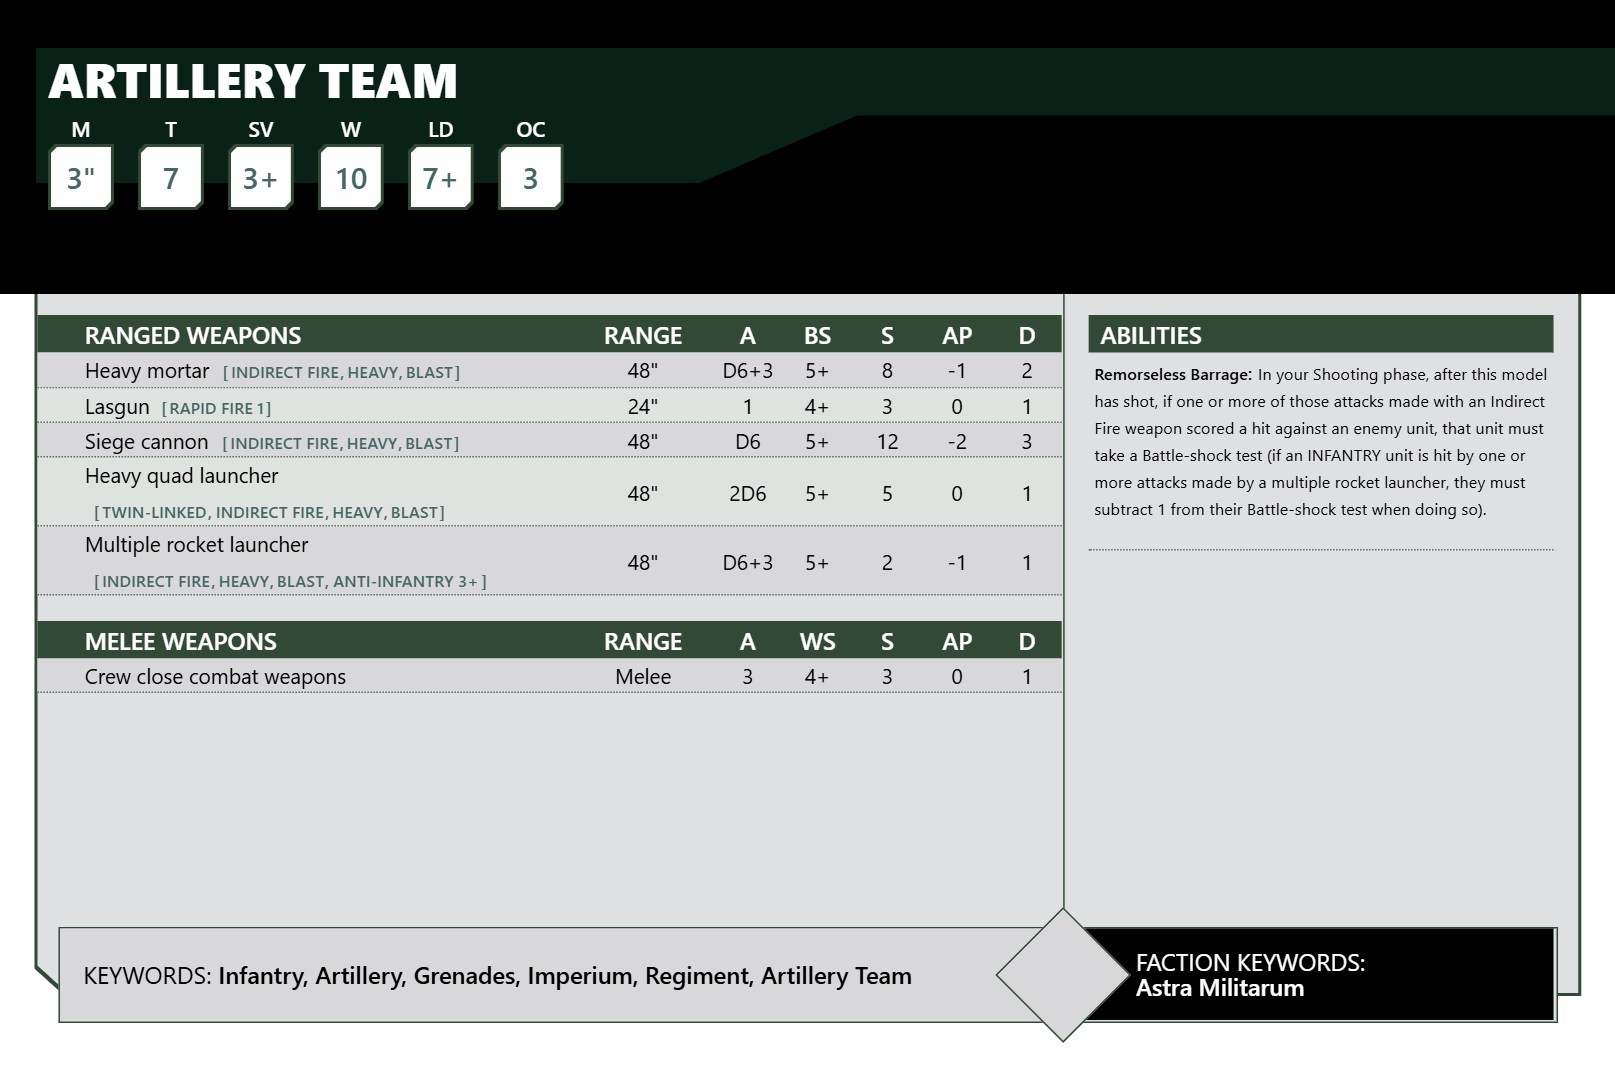 ARTILLERY TEAM
M T SV W LD OC
3" 7 3+ 10 7+ 3
RANGED WEAPONS RANGE A BS S AP D
Heavy mortar [INDIRECT FIRE, HEAVY, BLAST] 48" D6+3 5+ 8 -1 2
Lasgun [RAPID FIRE 1] 24" 1 4+ 3 0 1
Siege cannon [INDIRECT FIRE, HEAVY, BLAST] 48" D6 5+ 12 -2 3
Heavy quad launcher
48" 2D6 5+ 5 0 1
[TWIN-LINKED, INDIRECT FIRE, HEAVY, BLAST]
Multiple rocket launcher
48" D6+3 5+ 2 -1 1
[INDIRECT FIRE, HEAVY, BLAST, ANTI-INFANTRY 3+]
MELEE WEAPONS RANGE A WS S AP D
Crew close combat weapons Melee 3 4+ 3 0 1
ABILITIES
Remorseless Barrage: In your Shooting phase, after this model
has shot, if one or more of those attacks made with an Indirect
Fire weapon scored a hit against an enemy unit, that unit must
take a Battle-shock test (if an INFANTRY unit is hit by one or
more attacks made by a multiple rocket launcher, they must
subtract 1 from their Battle-shock test when doing so).
KEYWORDS: Infantry, Artillery, Grenades, Imperium, Regiment, Artillery Team
FACTION KEYWORDS:
Astra Militarum